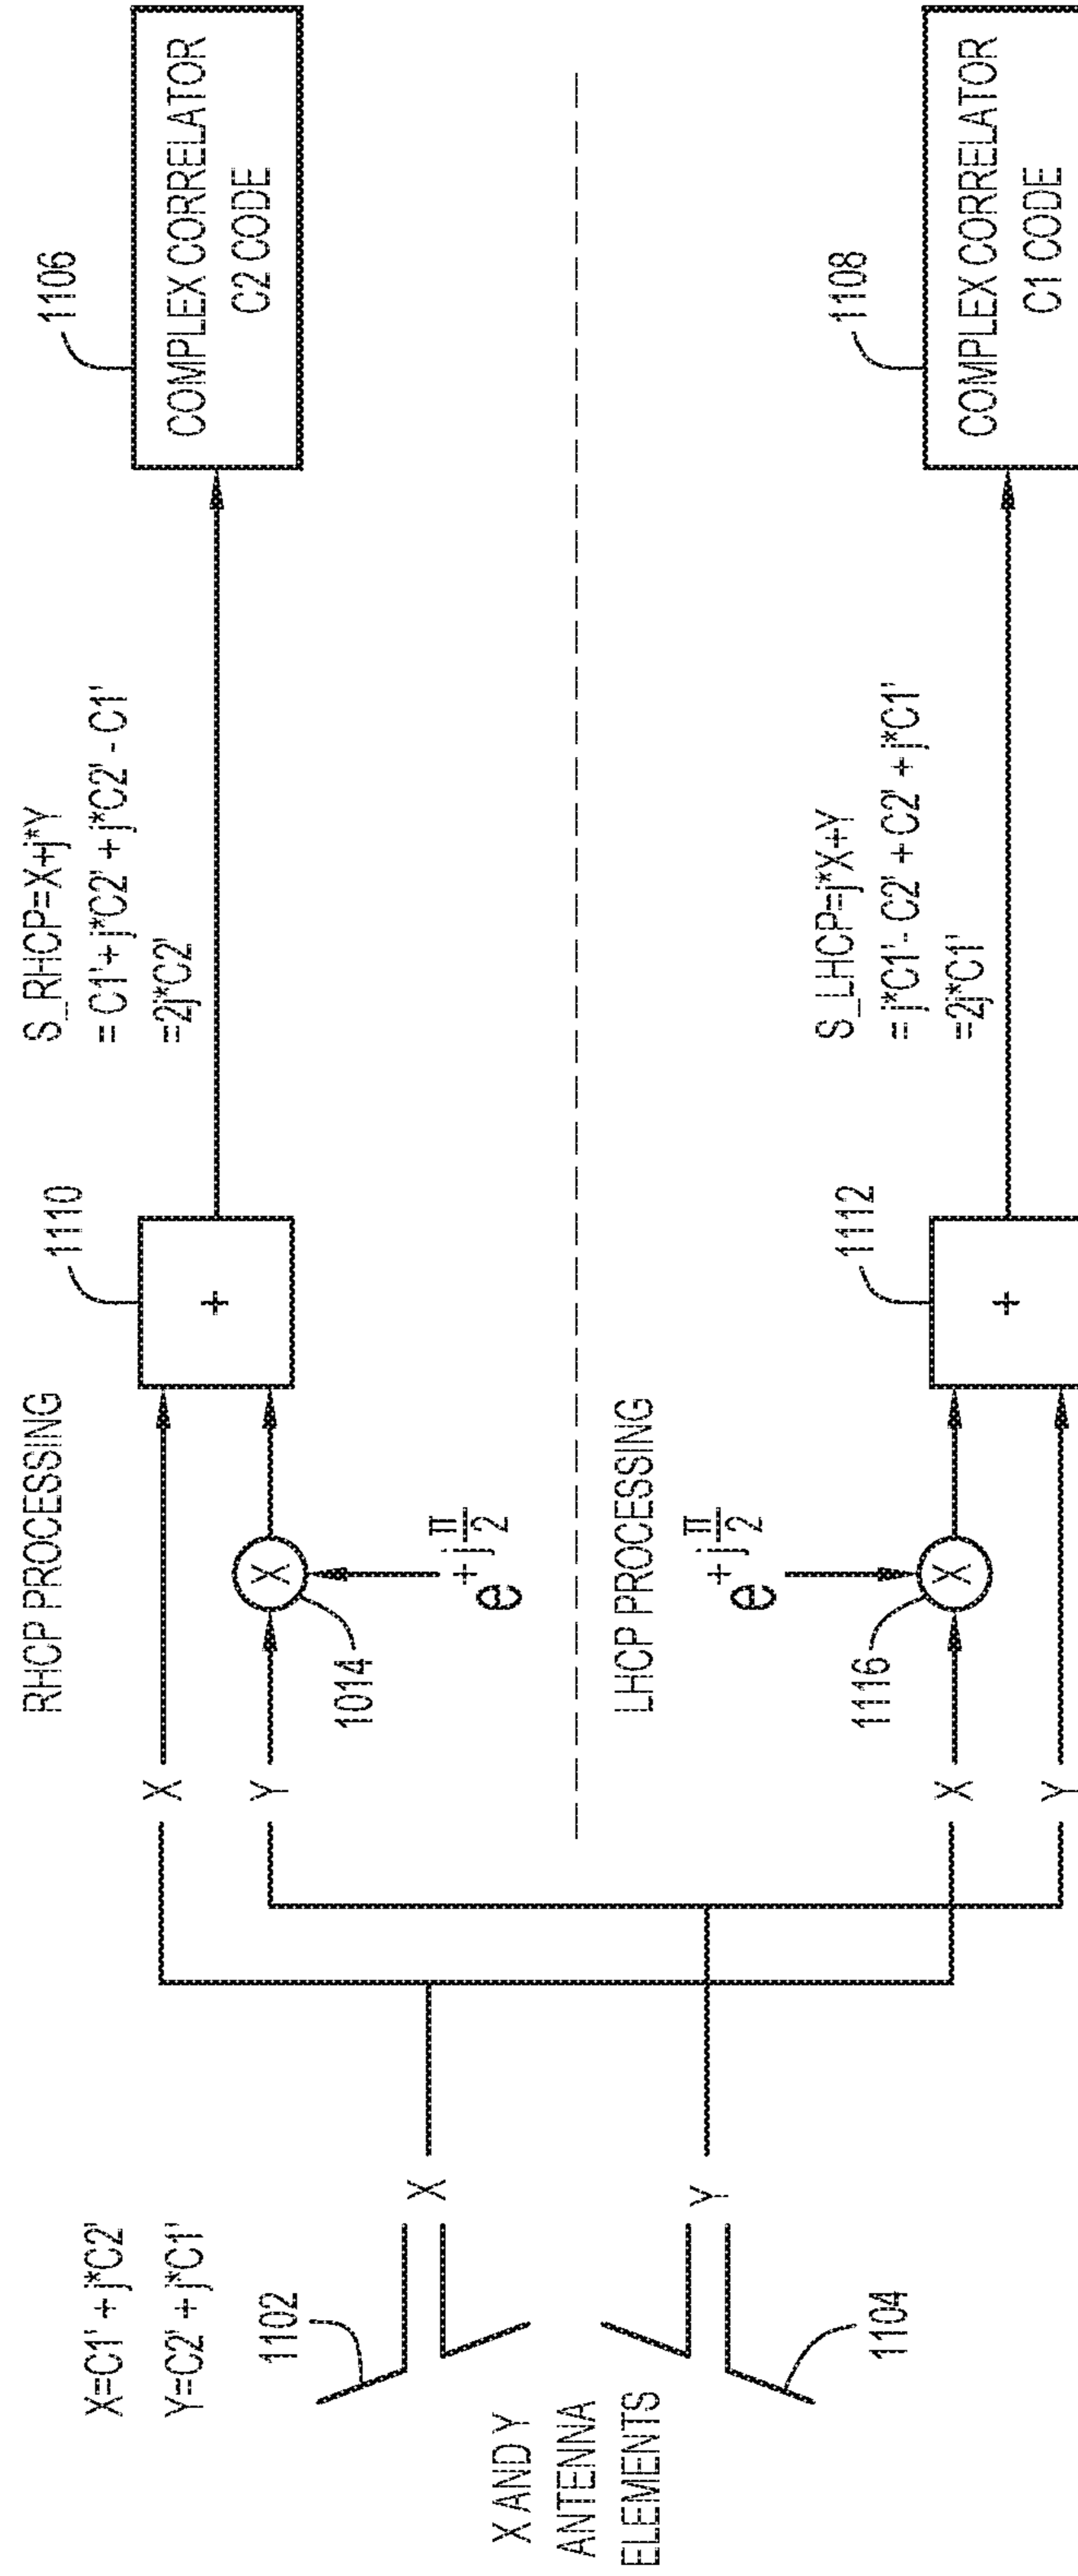 X=C1' + j*C2'
Y=C2' + j*C1'
1102
X AND Y
ANTENNA
ELEMENTS
1104
X
Y
RHCP PROCESSING
X
Y
X
1014
e + j π/2
+
1110
S_RHCP=X+j*Y
= C1'+ j*C2' + j*C2' - C1'
=2j*C2'
1106
COMPLEX CORRELATOR
C2 CODE
LHCP PROCESSING
e + j π/2
X
Y
X
1116
+
1112
S_LHCP=j*X+Y
= j*C1'- C2' + C2' + j*C1'
=2j*C1'
1108
COMPLEX CORRELATOR
C1 CODE